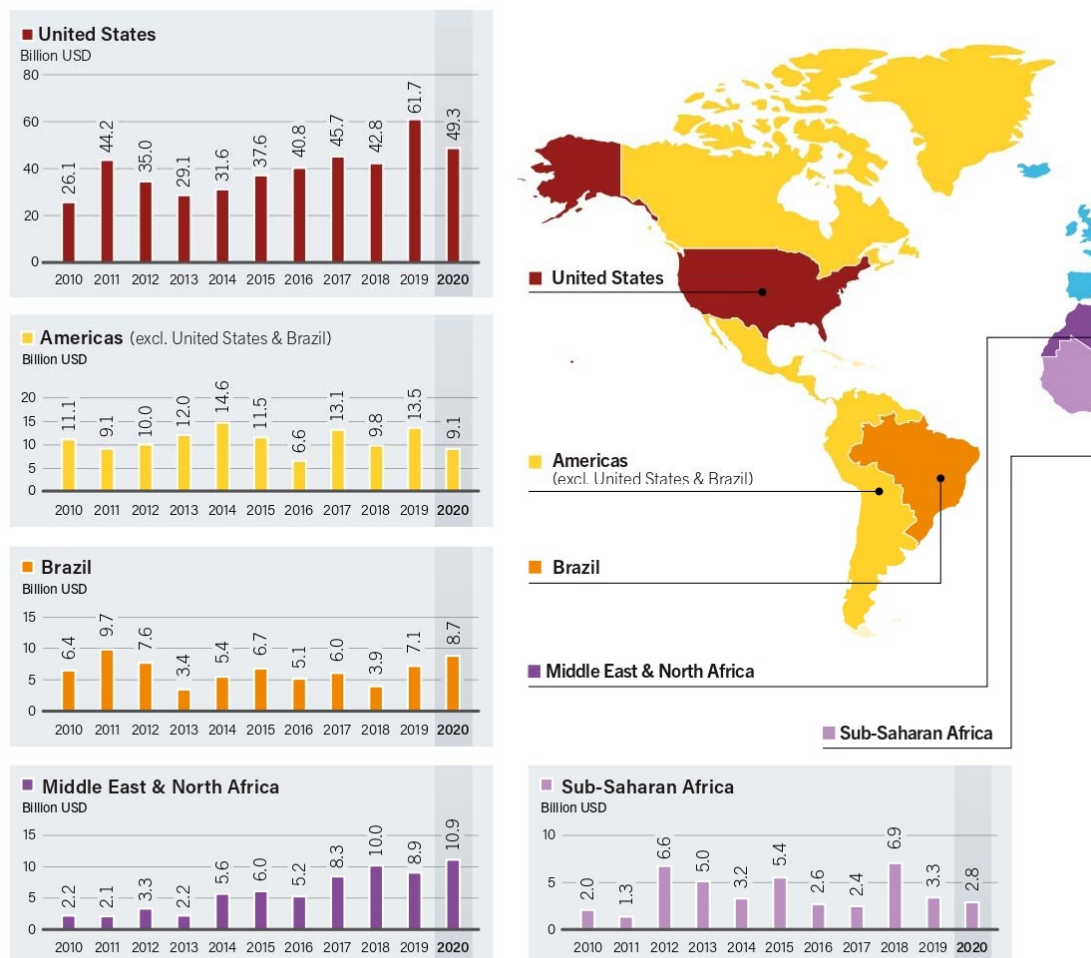 United States
Billion USD
80
60
40
20
0
26.1 44.2 35.0 29.1 31.6 37.6 40.8 45.7 42.8 61.7 49.3
2010 2011 2012 2013 2014 2015 2016 2017 2018 2019 2020
Americas (excl. United States & Brazil)
Billion USD
20
15
10
5
0
11.1 9.1 10.0 12.0 14.6 11.5 6.6 13.1 9.8 13.5 9.1
2010 2011 2012 2013 2014 2015 2016 2017 2018 2019 2020
Brazil
Billion USD
15
10
5
0
6.4 9.7 7.6 3.4 5.4 6.7 5.1 6.0 3.9 7.1 8.7
2010 2011 2012 2013 2014 2015 2016 2017 2018 2019 2020
Middle East & North Africa
Billion USD
15
10
5
0
2.2 2.1 3.3 2.2 5.6 6.0 5.2 8.3 10.0 8.9 10.9
2010 2011 2012 2013 2014 2015 2016 2017 2018 2019 2020
United States
Americas
(excl. United States & Brazil)
Brazil
Middle East & North Africa
Sub-Saharan Africa
Sub-Saharan Africa
Billion USD
10
5
0
2.0 1.3 6.6 5.0 3.2 5.4 2.6 2.4 6.9 3.3 2.8
2010 2011 2012 2013 2014 2015 2016 2017 2018 2019 2020